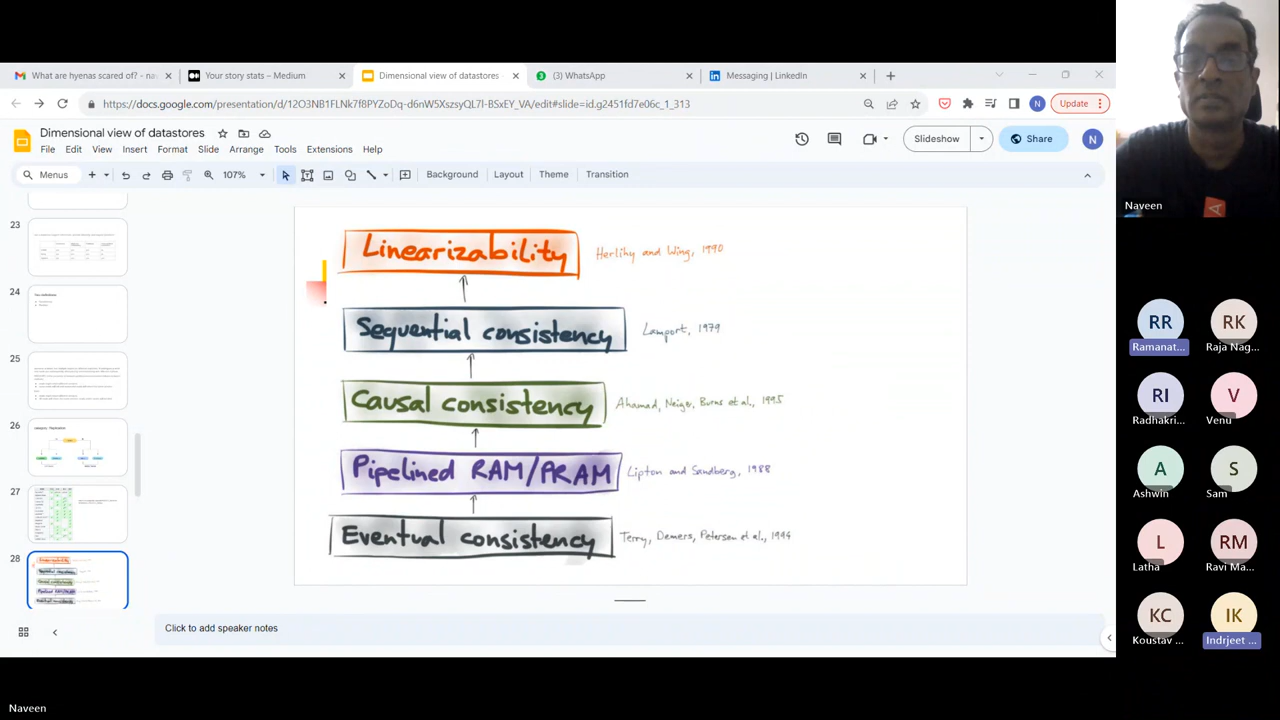 What are hyenas scared of? - na
Your story stats – Medium
Dimensional view of datastores
(3) WhatsApp
Messaging | LinkedIn
https://docs.google.com/presentation/d/12O3NB1FLNk7f8PYZoDq-d6nW5XszsyQL7l-BSxEY_VA/edit#slide=id.g2451fd7e06c_1_313
N
Update
Dimensional view of datastores
File Edit View Insert Format Slide Arrange Tools Extensions Help
Slideshow
Share
N
Menus
107%
Background Layout Theme Transition
23
24
25
26
27
28
Linearizability Herlihy and Wing, 1990
Sequential consistency Lamport, 1979
Causal consistency Ahamad, Neiger, Burns et al., 1995
Pipelined RAM/PRAM Lipton and Sandberg, 1988
Eventual consistency Terry, Demers, Petersen et al., 1994
Click to add speaker notes
Naveen
RR
Ramanat...
RK
Raja Nag...
RI
Radhakri...
V
Venu
A
Ashwin
S
Sam
L
Latha
RM
Ravi Ma...
KC
Koustav ...
IK
Indrjeet ...
Naveen